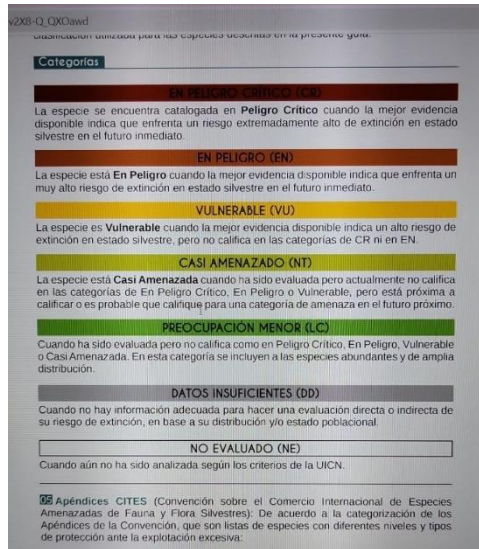 v2X8-Q_QXOawd
clasificación utilizada para las especies descritas en la presente guía.
Categorías
EN PELIGRO CRÍTICO (CR)
La especie se encuentra catalogada en Peligro Crítico cuando la mejor evidencia
disponible indica que enfrenta un riesgo extremadamente alto de extinción en estado
silvestre en el futuro inmediato.
EN PELIGRO (EN)
La especie está En Peligro cuando la mejor evidencia disponible indica que enfrenta un
muy alto riesgo de extinción en estado silvestre en el futuro inmediato.
VULNERABLE (VU)
La especie es Vulnerable cuando la mejor evidencia disponible indica un alto riesgo de
extinción en estado silvestre, pero no califica en las categorías de CR ni en EN.
CASI AMENAZADO (NT)
La especie está Casi Amenazada cuando ha sido evaluada pero actualmente no califica
en las categorías de En Peligro Crítico, En Peligro o Vulnerable, pero está próxima a
calificar o es probable que califique para una categoría de amenaza en el futuro próximo.
PREOCUPACIÓN MENOR (LC)
Cuando ha sido evaluada pero no califica como en Peligro Crítico, En Peligro, Vulnerable
o Casi Amenazada. En esta categoría se incluyen a las especies abundantes y de amplia
distribución.
DATOS INSUFICIENTES (DD)
Cuando no hay información adecuada para hacer una evaluación directa o indirecta de
su riesgo de extinción, en base a su distribución y/o estado poblacional.
NO EVALUADO (NE)
Cuando aún no ha sido analizada según los criterios de la UICN.
05 Apéndices CITES (Convención sobre el Comercio Internacional de Especies
Amenazadas de Fauna y Flora Silvestres): De acuerdo a la categorización de los
Apéndices de la Convención, que son listas de especies con diferentes niveles y tipos
de protección ante la explotación excesiva: